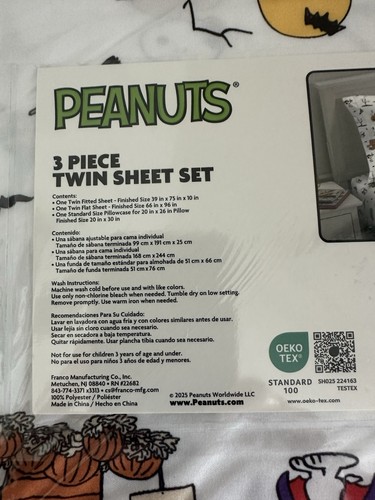 PEANUTS®
3 PIECE
TWIN SHEET SET
Contents:
• One Twin Fitted Sheet - Finished Size 39 in x 75 in x 10 in
• One Twin Flat Sheet - Finished Size 66 in x 96 in
• One Standard Size Pillowcase for 20 in x 26 in Pillow
Finished Size 20 in x 30 in
Contenido:
• Una sábana ajustable para cama individual
Tamaño de sábana terminada 99 cm x 191 cm x 25 cm
• Una sábana para cama individual
Tamaño de sábana terminada 168 cm x 244 cm
• Una funda de tamaño estándar para almohada de 51 cm x 66 cm
Tamaño de funda terminada 51 cm x 76 cm
Wash Instructions:
Machine wash cold before use and with like colors.
Use only non-chlorine bleach when needed. Tumble dry on low setting.
Remove promptly. Use warm iron when needed.
Recomendaciones Para Su Cuidado:
Lavar en lavadora con agua fría y con colores similares antes de usar.
Usar lejía sin cloro cuando sea necesario.
Secar en secadora a baja temperatura.
Quitar rápidamente. Usar plancha tibia cuando sea necesario.
Not for use for children 3 years of age and under.
No para el uso para niños 3 años de edad y menores.
Franco Manufacturing Co., Inc.
Metuchen, NJ 08840 • RN #22682
843-774-3371 x3313 • cs@franco-mfg.com
100% Polyester / Poliéster
Made in China / Hecho en China
© 2025 Peanuts Worldwide LLC
www.Peanuts.com
OEKO
TEX®
STANDARD
100
SH025 224163
TESTEX
www.oeko-tex.com